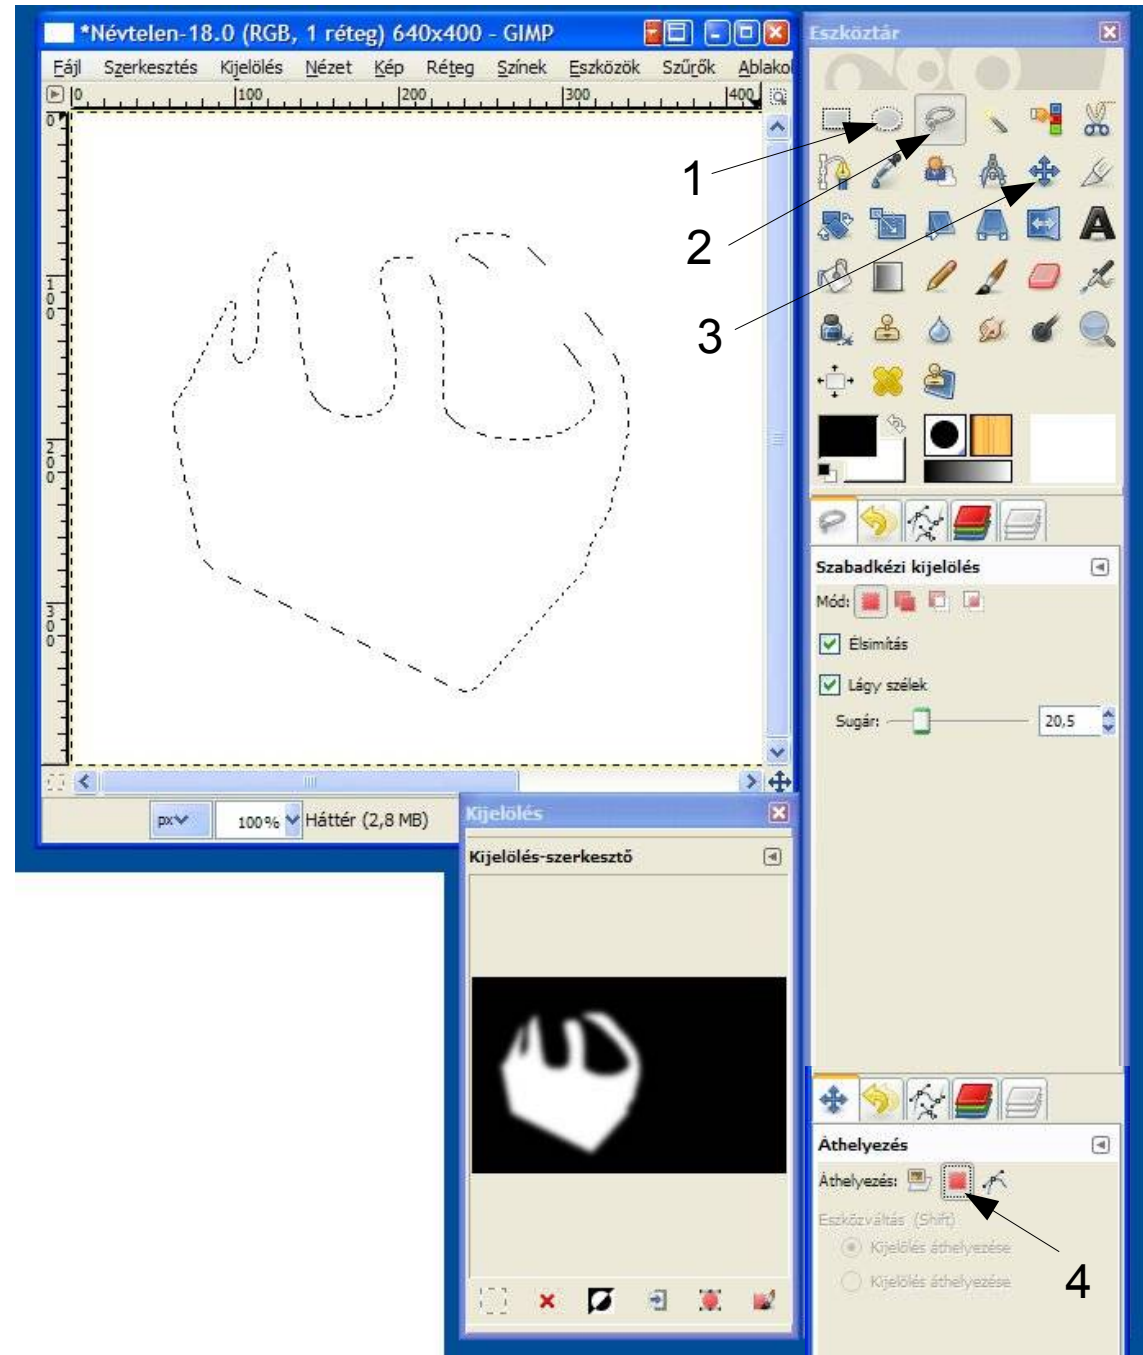 *Névtelen-18.0 (RGB, 1 réteg) 640x400 - GIMP
Fájl Szerkesztés Kijelölés Nézet Kép Réteg Színek Eszközök Szűrők Ablakok
0 100 200 300 400
0
100
200
300
px 100% Háttér (2,8 MB)
Eszköztár
1
2
3
Szabadkézi kijelölés
Mód:
Élsimítás
Lágy szélek
Sugár: 20,5
Kijelölés
Kijelölés-szerkesztő
Áthelyezés
Áthelyezés:
Eszközváltás (Shift)
Kijelölés áthelyezése
Kijelölés áthelyezése
4